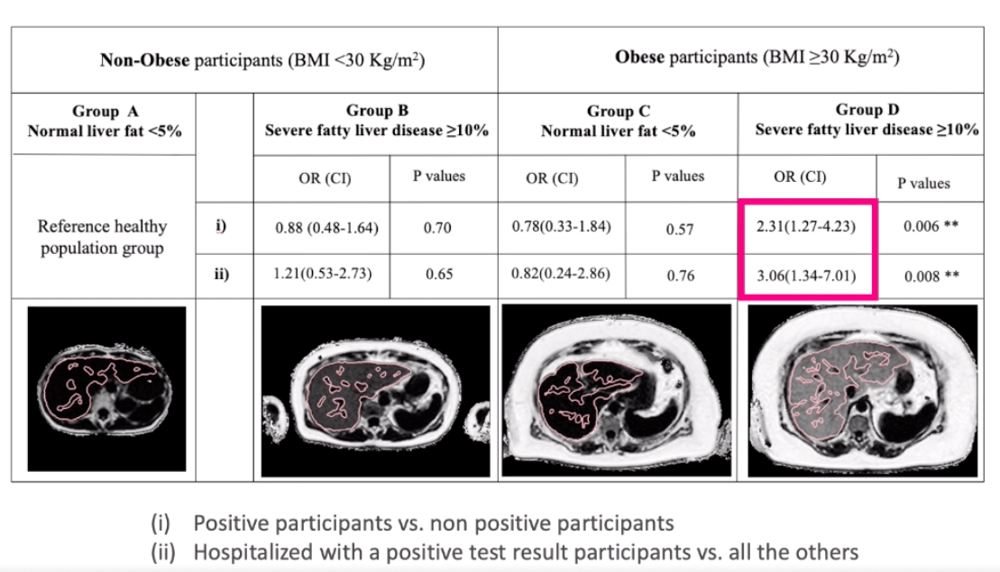 Non-Obese participants (BMI <30 Kg/m²)
Obese participants (BMI ≥30 Kg/m²)
Group A
Normal liver fat <5%
Group B
Severe fatty liver disease ≥10%
Group C
Normal liver fat <5%
Group D
Severe fatty liver disease ≥10%
OR (CI)
P values
OR (CI)
P values
OR (CI)
P values
Reference healthy
population group
i)
0.88 (0.48-1.64)
0.70
0.78(0.33-1.84)
0.57
2.31(1.27-4.23)
0.006 **
ii)
1.21(0.53-2.73)
0.65
0.82(0.24-2.86)
0.76
3.06(1.34-7.01)
0.008 **
(i) Positive participants vs. non positive participants
(ii) Hospitalized with a positive test result participants vs. all the others